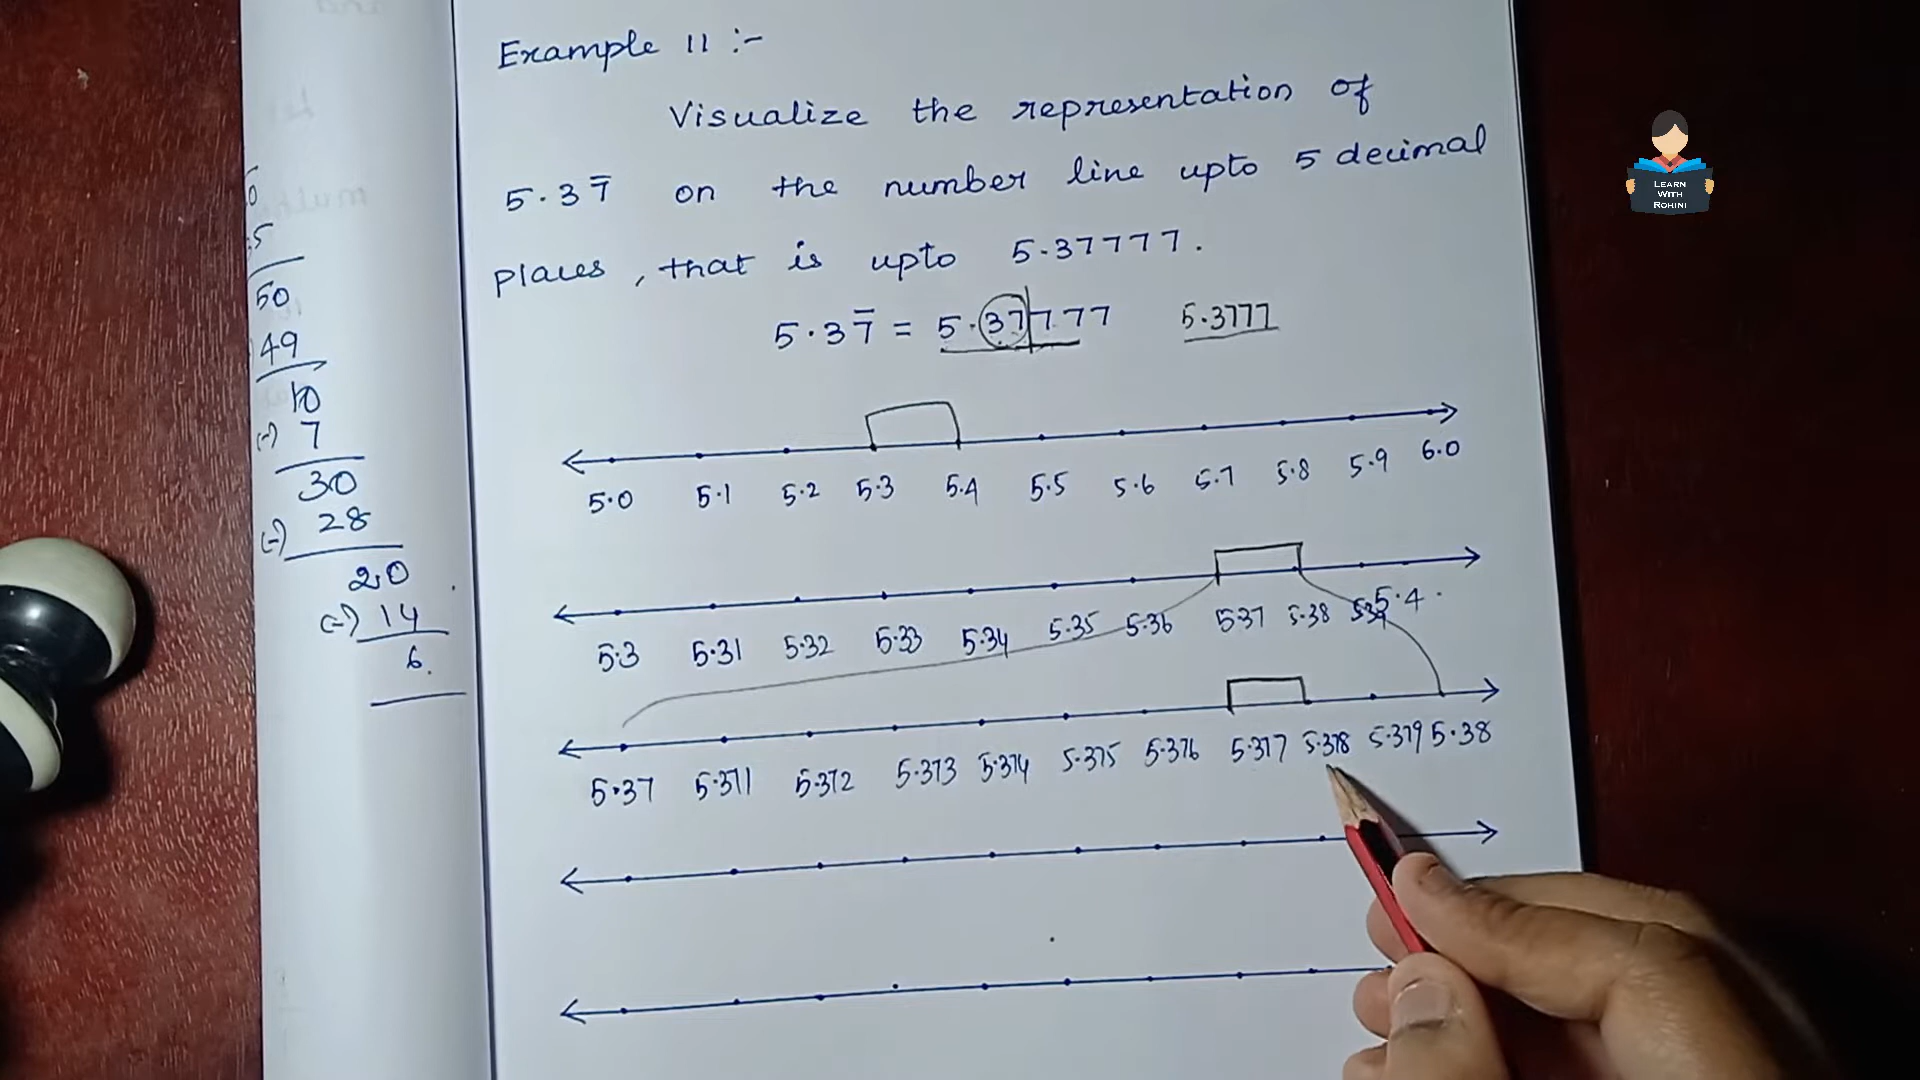 Example 11 :-
Visualize the representation of
5.37̅ on the number line upto 5 decimal
places, that is upto 5.37777.
5.37̅ = 5.37777 5.3777
5.0 5.1 5.2 5.3 5.4 5.5 5.6 5.7 5.8 5.9 6.0
5.3 5.31 5.32 5.33 5.34 5.35 5.36 5.37 5.38 5.39 5.4
5.37 5.371 5.372 5.373 5.374 5.375 5.376 5.377 5.378 5.379 5.38
50
49
10
(-) 7
30
(-) 28
20
(-) 14
6
LEARN
WITH
ROHINI